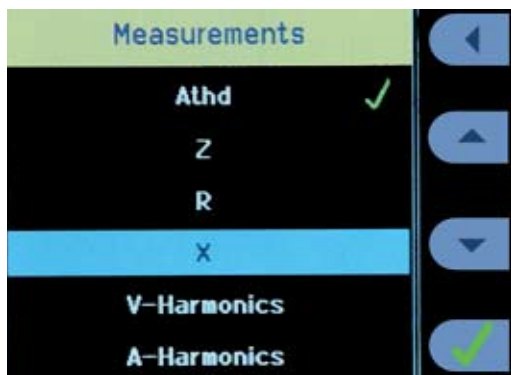 Measurements
Athd
Z
R
X
V-Harmonics
A-Harmonics